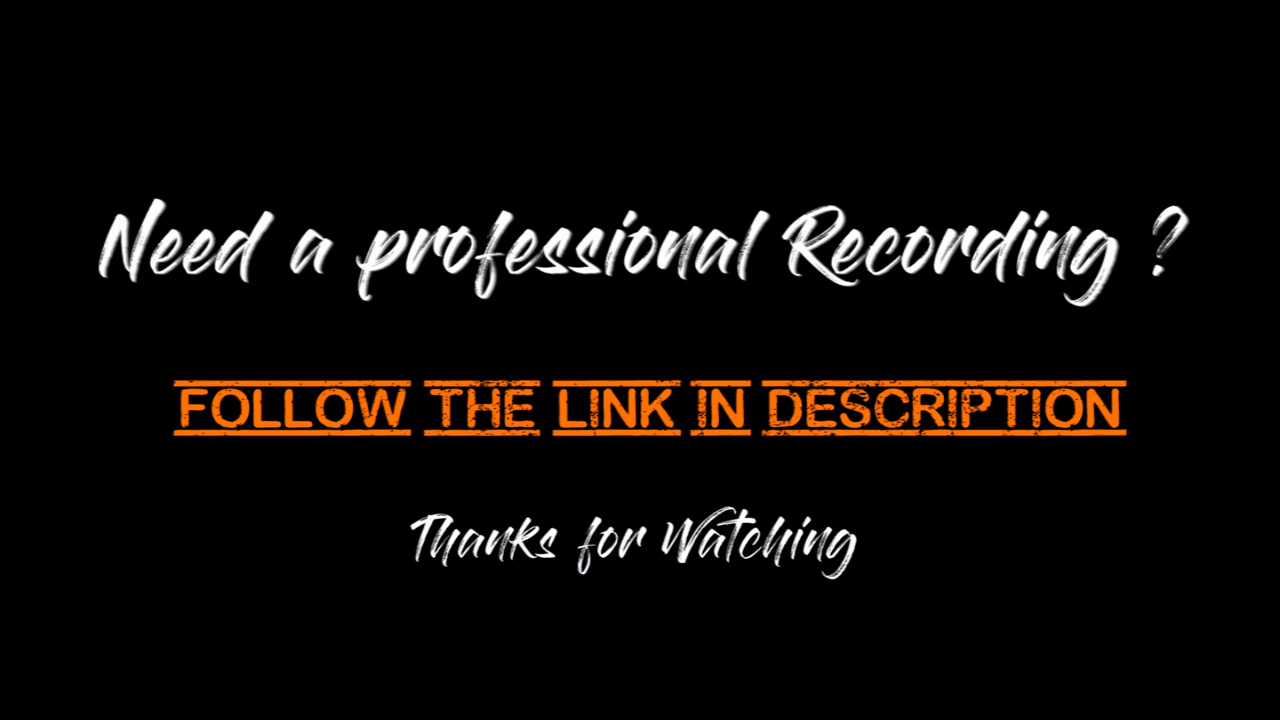 Need a professional Recording ?
FOLLOW THE LINK IN DESCRIPTION
Thanks for Watching